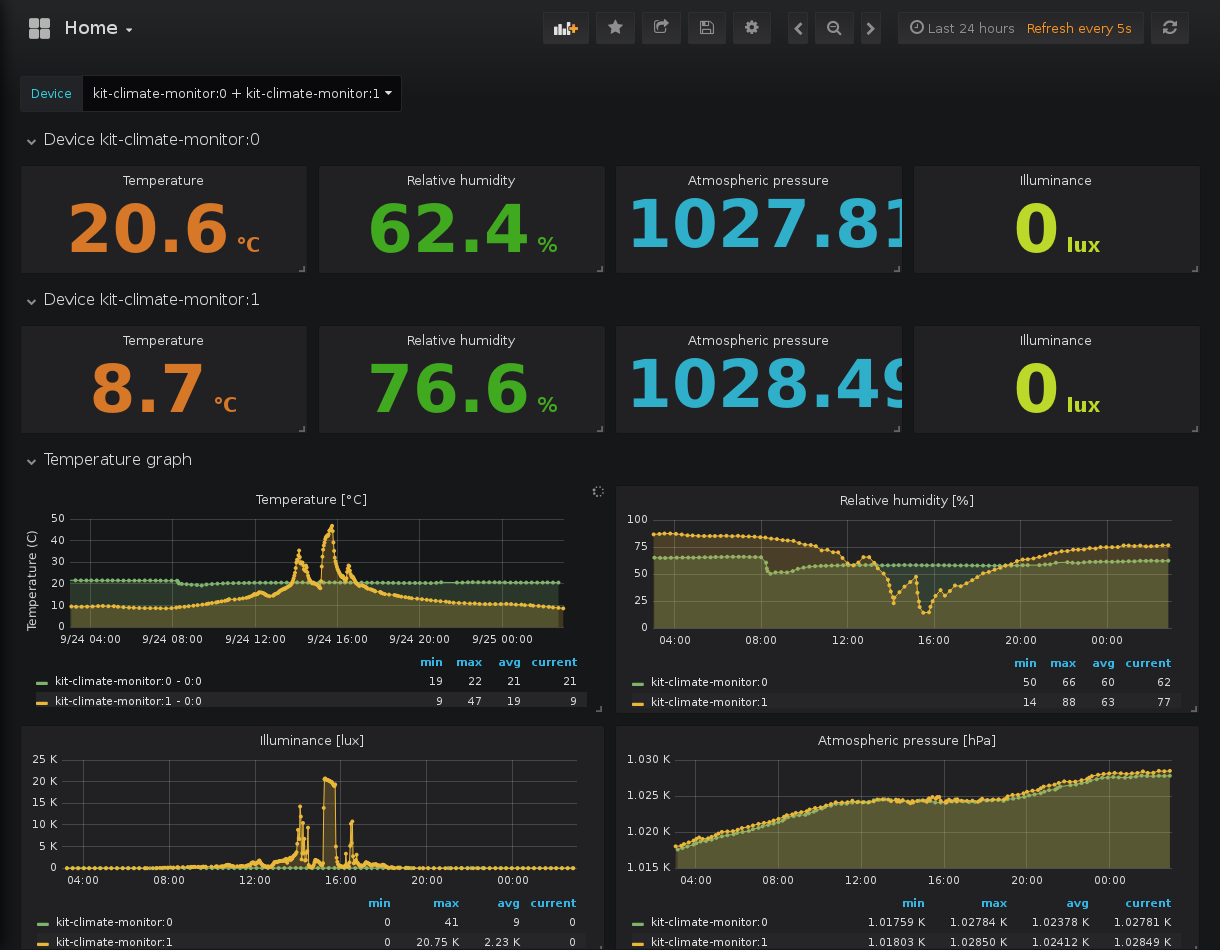 Home
Last 24 hours Refresh every 5s
Device kit-climate-monitor:0 + kit-climate-monitor:1
Device kit-climate-monitor:0
Temperature Relative humidity Atmospheric pressure Illuminance
20.6 °C 62.4 % 1027.81 0 lux
Device kit-climate-monitor:1
Temperature Relative humidity Atmospheric pressure Illuminance
8.7 °C 76.6 % 1028.49 0 lux
Temperature graph
Temperature [°C]
Temperature (C)
50
40
30
20
10
0
9/24 04:00 9/24 08:00 9/24 12:00 9/24 16:00 9/24 20:00 9/25 00:00
min max avg current
kit-climate-monitor:0 - 0:0 19 22 21 21
kit-climate-monitor:1 - 0:0 9 47 19 9
Relative humidity [%]
100
75
50
25
0
04:00 08:00 12:00 16:00 20:00 00:00
min max avg current
kit-climate-monitor:0 50 66 60 62
kit-climate-monitor:1 14 88 63 77
Illuminance [lux]
25 K
20 K
15 K
10 K
5 K
0
04:00 08:00 12:00 16:00 20:00 00:00
min max avg current
kit-climate-monitor:0 0 41 9 0
kit-climate-monitor:1 0 20.75 K 2.23 K 0
Atmospheric pressure [hPa]
1.030 K
1.025 K
1.020 K
1.015 K
04:00 08:00 12:00 16:00 20:00 00:00
min max avg current
kit-climate-monitor:0 1.01759 K 1.02784 K 1.02378 K 1.02781 K
kit-climate-monitor:1 1.01803 K 1.02850 K 1.02412 K 1.02849 K